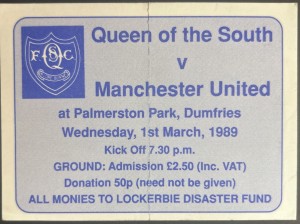 QSFC
Queen of the South
v
Manchester United
at Palmerston Park, Dumfries
Wednesday, 1st March, 1989
Kick Off 7.30 p.m.
GROUND: Admission £2.50 (Inc. VAT)
Donation 50p (need not be given)
ALL MONIES TO LOCKERBIE DISASTER FUND